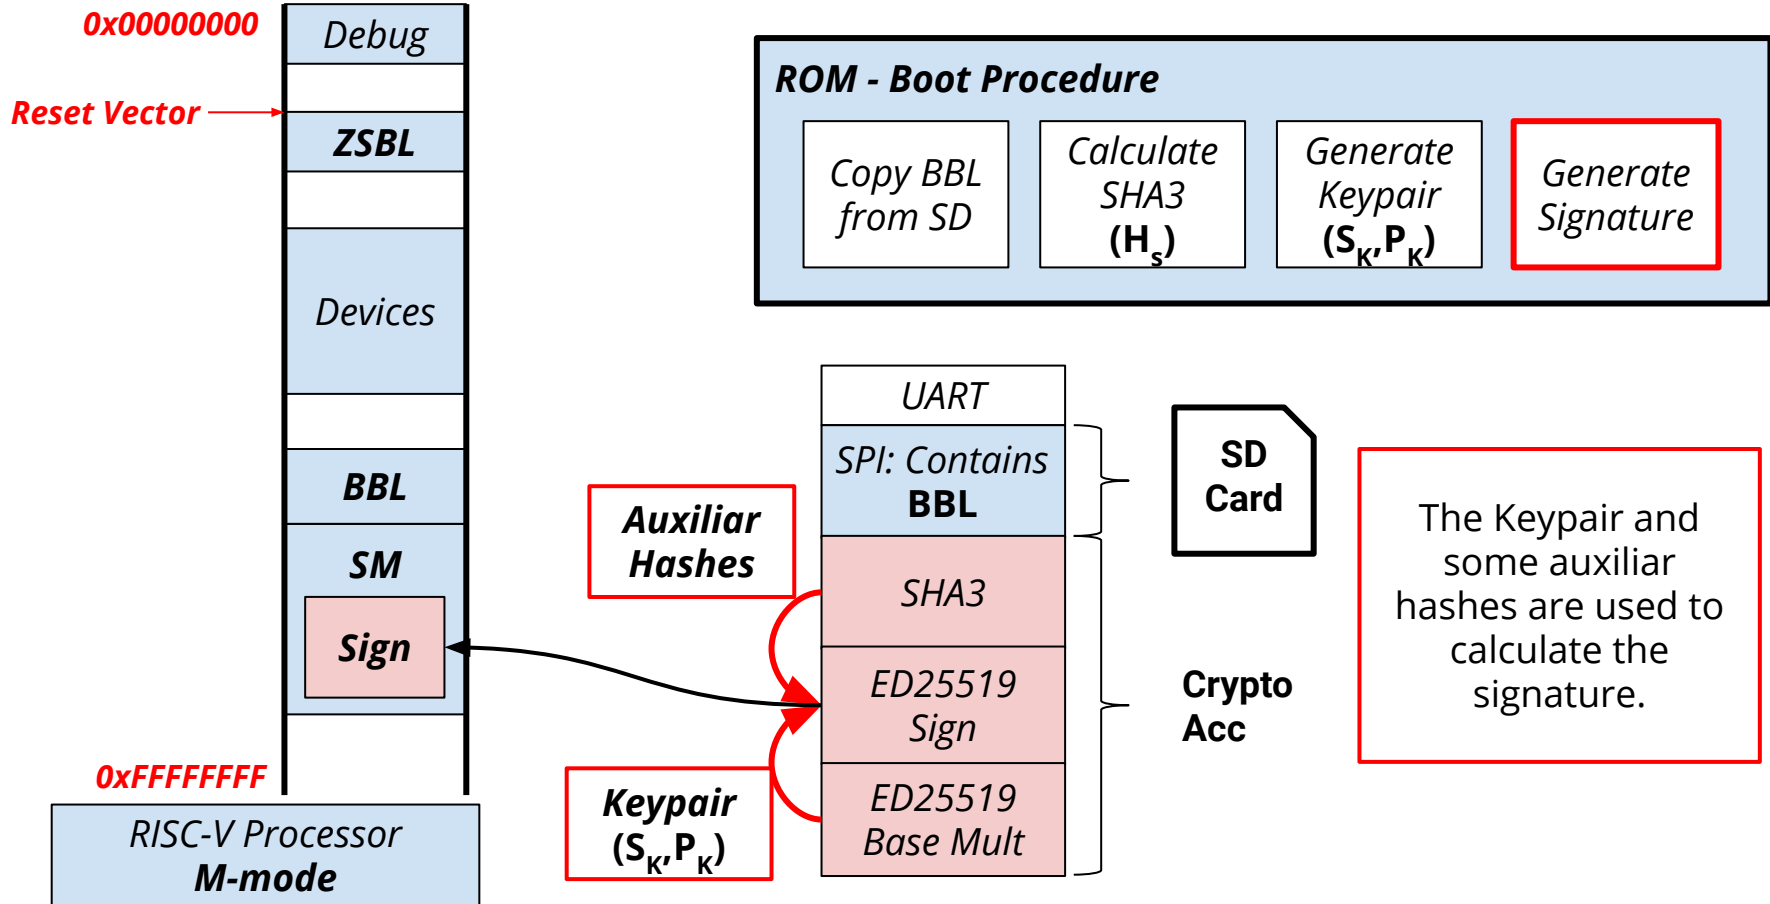 0x00000000
Debug
Reset Vector
ZSBL
Devices
BBL
SM
Sign
0xFFFFFFFF
RISC-V Processor
M-mode
ROM - Boot Procedure
Copy BBL
from SD
Calculate
SHA3
(Hs)
Generate
Keypair
(SK,PK)
Generate
Signature
UART
SPI: Contains
BBL
SHA3
ED25519
Sign
ED25519
Base Mult
Auxiliar
Hashes
Keypair
(SK,PK)
SD
Card
Crypto
Acc
The Keypair and
some auxiliar
hashes are used to
calculate the
signature.